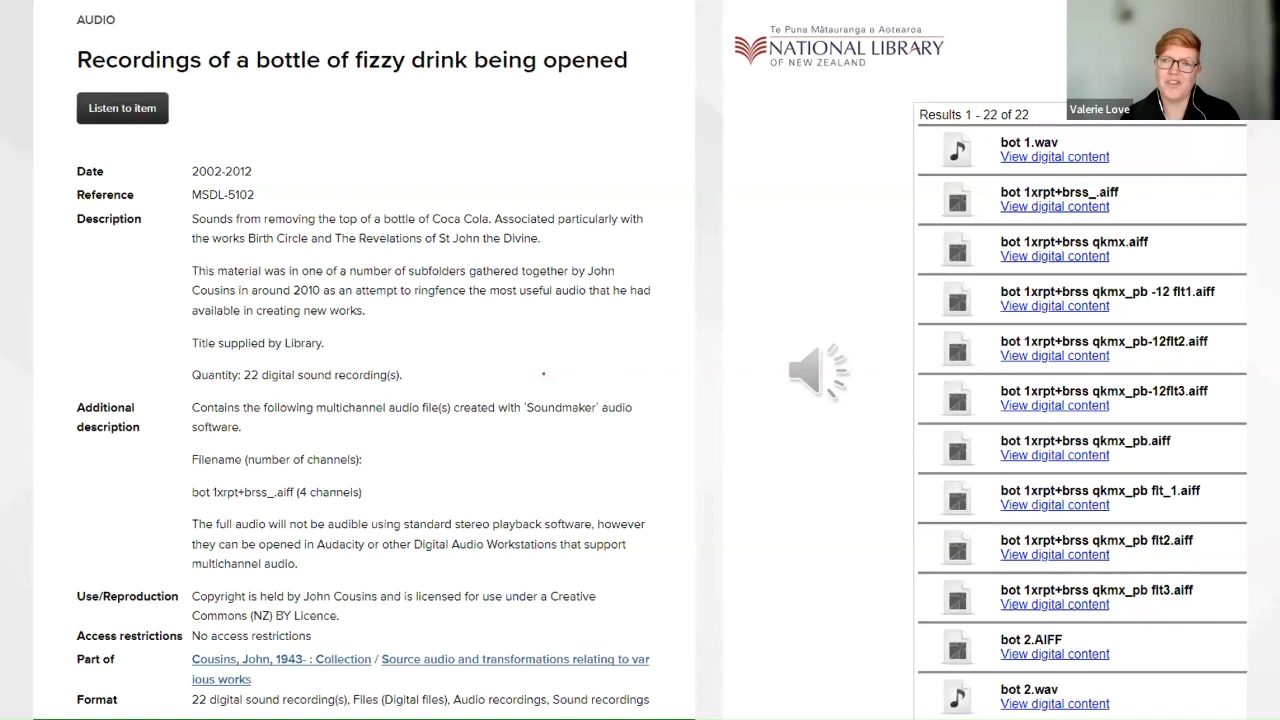 AUDIO
Recordings of a bottle of fizzy drink being opened
Listen to item
Date 2002-2012
Reference MSDL-5102
Description Sounds from removing the top of a bottle of Coca Cola. Associated particularly with
the works Birth Circle and The Revelations of St John the Divine.
This material was in one of a number of subfolders gathered together by John
Cousins in around 2010 as an attempt to ringfence the most useful audio that he had
available in creating new works.
Title supplied by Library.
Quantity: 22 digital sound recording(s).
Additional Contains the following multichannel audio file(s) created with 'Soundmaker' audio
description software.
Filename (number of channels):
bot 1xrpt+brss_.aiff (4 channels)
The full audio will not be audible using standard stereo playback software, however
they can be opened in Audacity or other Digital Audio Workstations that support
multichannel audio.
Use/Reproduction Copyright is held by John Cousins and is licensed for use under a Creative
Commons (NZ) BY Licence.
Access restrictions No access restrictions
Part of Cousins, John, 1943- : Collection / Source audio and transformations relating to var
ious works
Format 22 digital sound recording(s), Files (Digital files), Audio recordings, Sound recordings
Te Puna Mātauranga o Aotearoa
NATIONAL LIBRARY
OF NEW ZEALAND
Valerie Love
Results 1 - 22 of 22
bot 1.wav
View digital content
bot 1xrpt+brss_.aiff
View digital content
bot 1xrpt+brss qkmx.aiff
View digital content
bot 1xrpt+brss qkmx_pb -12 flt1.aiff
View digital content
bot 1xrpt+brss qkmx_pb-12flt2.aiff
View digital content
bot 1xrpt+brss qkmx_pb-12flt3.aiff
View digital content
bot 1xrpt+brss qkmx_pb.aiff
View digital content
bot 1xrpt+brss qkmx_pb flt_1.aiff
View digital content
bot 1xrpt+brss qkmx_pb flt2.aiff
View digital content
bot 1xrpt+brss qkmx_pb flt3.aiff
View digital content
bot 2.AIFF
View digital content
bot 2.wav
View digital content